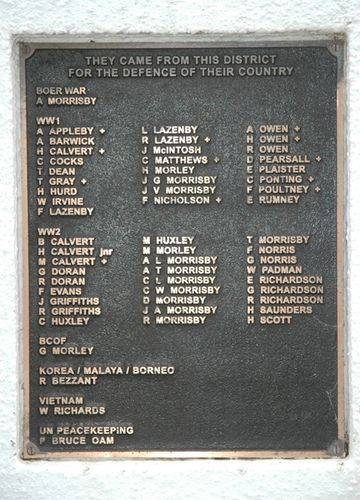 THEY CAME FROM THIS DISTRICT
FOR THE DEFENCE OF THEIR COUNTRY
BOER WAR
A MORRISBY
WW1
A APPLEBY +
A BARWICK
H CALVERT +
C COCKS
T DEAN
T GRAY +
H HURD
W IRVINE
F LAZENBY
L LAZENBY
R LAZENBY +
J McINTOSH
C MATTHEWS +
H MORLEY
J G MORRISBY
J V MORRISBY
F NICHOLSON +
A OWEN +
H OWEN +
R OWEN
D PEARSALL +
E PLAISTER
C PONTING +
F POULTNEY +
E RUMNEY
WW2
B CALVERT
H CALVERT jnr
M CALVERT +
G DORAN
R DORAN
F EVANS
J GRIFFITHS
R GRIFFITHS
C HUXLEY
M HUXLEY
M MORLEY
A L MORRISBY
A T MORRISBY
C L MORRISBY
C W MORRISBY
D MORRISBY
J A MORRISBY
R MORRISBY
T MORRISBY
F NORRIS
G NORRIS
W PADMAN
E RICHARDSON
G RICHARDSON
R RICHARDSON
H SAUNDERS
H SCOTT
BCOF
G MORLEY
KOREA / MALAYA / BORNEO
R BEZZANT
VIETNAM
W RICHARDS
UN PEACEKEEPING
P BRUCE OAM